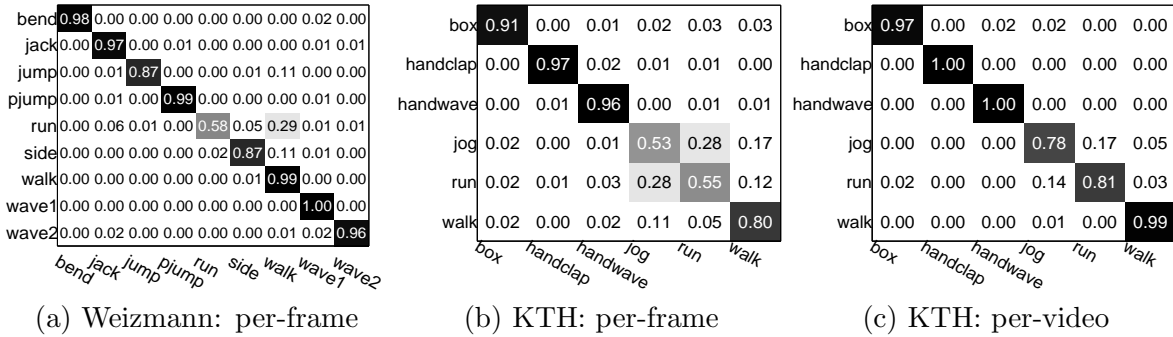 bend 0.98 0.00 0.00 0.00 0.00 0.00 0.00 0.02 0.00
jack 0.00 0.97 0.00 0.01 0.00 0.00 0.00 0.01 0.01
jump 0.00 0.01 0.87 0.00 0.00 0.01 0.11 0.00 0.00
pjump 0.00 0.01 0.00 0.99 0.00 0.00 0.00 0.01 0.00
run 0.00 0.06 0.01 0.00 0.58 0.05 0.29 0.01 0.01
side 0.00 0.00 0.00 0.00 0.02 0.87 0.11 0.01 0.00
walk 0.00 0.00 0.00 0.00 0.00 0.01 0.99 0.00 0.00
wave1 0.00 0.00 0.00 0.00 0.00 0.00 0.00 1.00 0.00
wave2 0.00 0.02 0.00 0.00 0.00 0.00 0.01 0.02 0.96
bend jack jump pjump run side walk wave1 wave2
(a) Weizmann: per-frame
box 0.91 0.00 0.01 0.02 0.03 0.03
handclap 0.00 0.97 0.02 0.01 0.01 0.00
handwave 0.00 0.01 0.96 0.00 0.01 0.01
jog 0.02 0.00 0.01 0.53 0.28 0.17
run 0.02 0.01 0.03 0.28 0.55 0.12
walk 0.02 0.00 0.02 0.11 0.05 0.80
box handclap handwave jog run walk
(b) KTH: per-frame
box 0.97 0.00 0.02 0.02 0.00 0.00
handclap 0.00 1.00 0.00 0.00 0.00 0.00
handwave 0.00 0.00 1.00 0.00 0.00 0.00
jog 0.00 0.00 0.00 0.78 0.17 0.05
run 0.02 0.00 0.00 0.14 0.81 0.03
walk 0.00 0.00 0.00 0.01 0.00 0.99
box handclap handwave jog run walk
(c) KTH: per-video